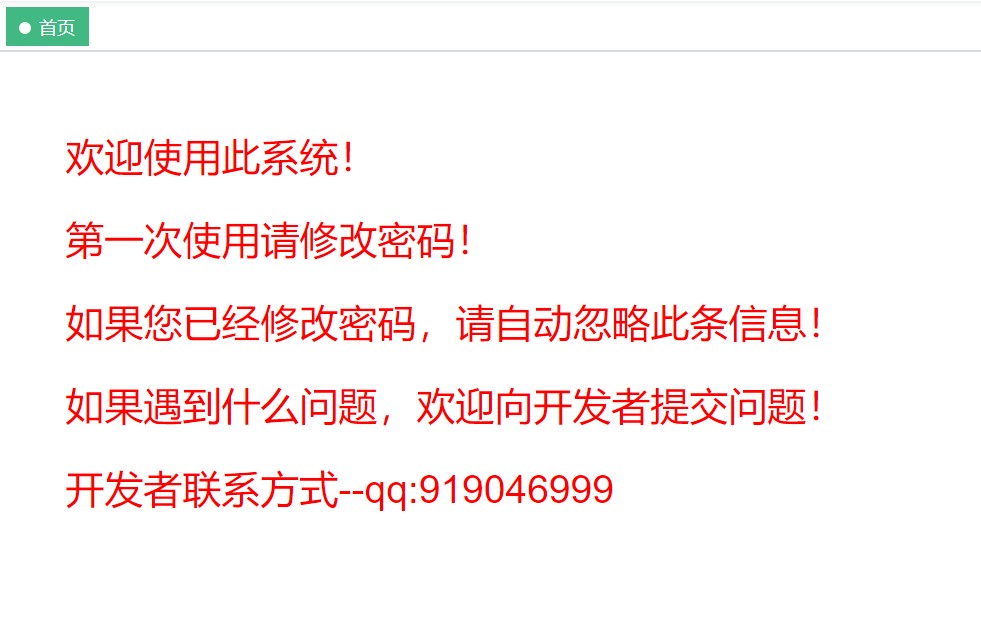 首页
欢迎使用此系统！
第一次使用请修改密码！
如果您已经修改密码，请自动忽略此条信息！
如果遇到什么问题，欢迎向开发者提交问题！
开发者联系方式--qq:919046999